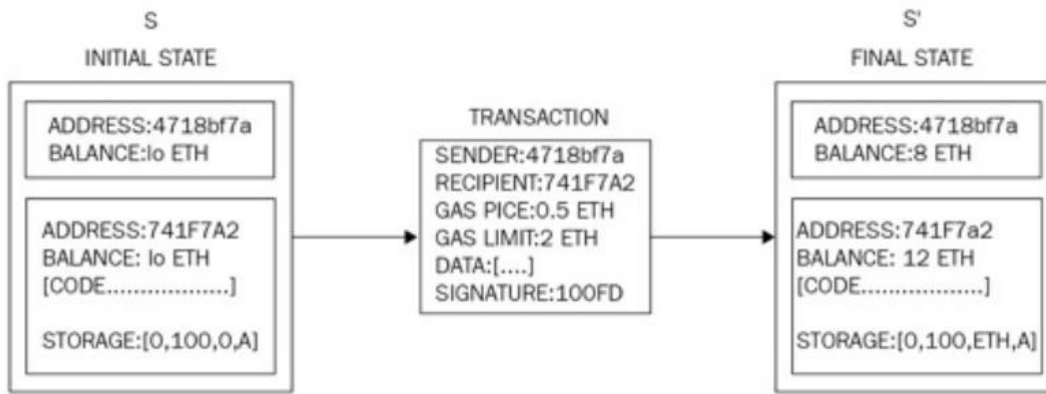 S
INITIAL STATE
ADDRESS:4718bf7a
BALANCE:lo ETH
ADDRESS:741F7A2
BALANCE: lo ETH
[CODE..................]
STORAGE:[0,100,0,A]
TRANSACTION
SENDER:4718bf7a
RECIPIENT:741F7A2
GAS PICE:0.5 ETH
GAS LIMIT:2 ETH
DATA:[....]
SIGNATURE:100FD
S'
FINAL STATE
ADDRESS:4718bf7a
BALANCE:8 ETH
ADDRESS:741F7a2
BALANCE: 12 ETH
[CODE..................]
STORAGE:[0,100,ETH,A]